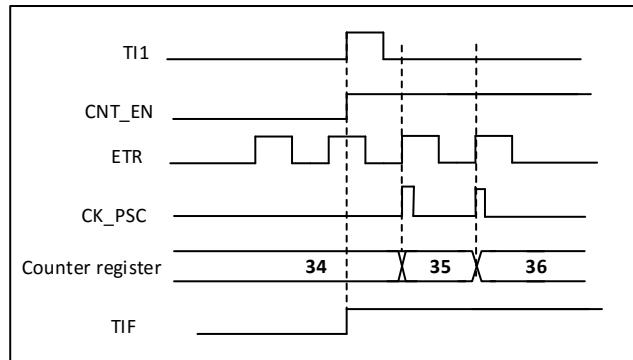 TI1
CNT_EN
ETR
CK_PSC
Counter register 34 35 36
TIF